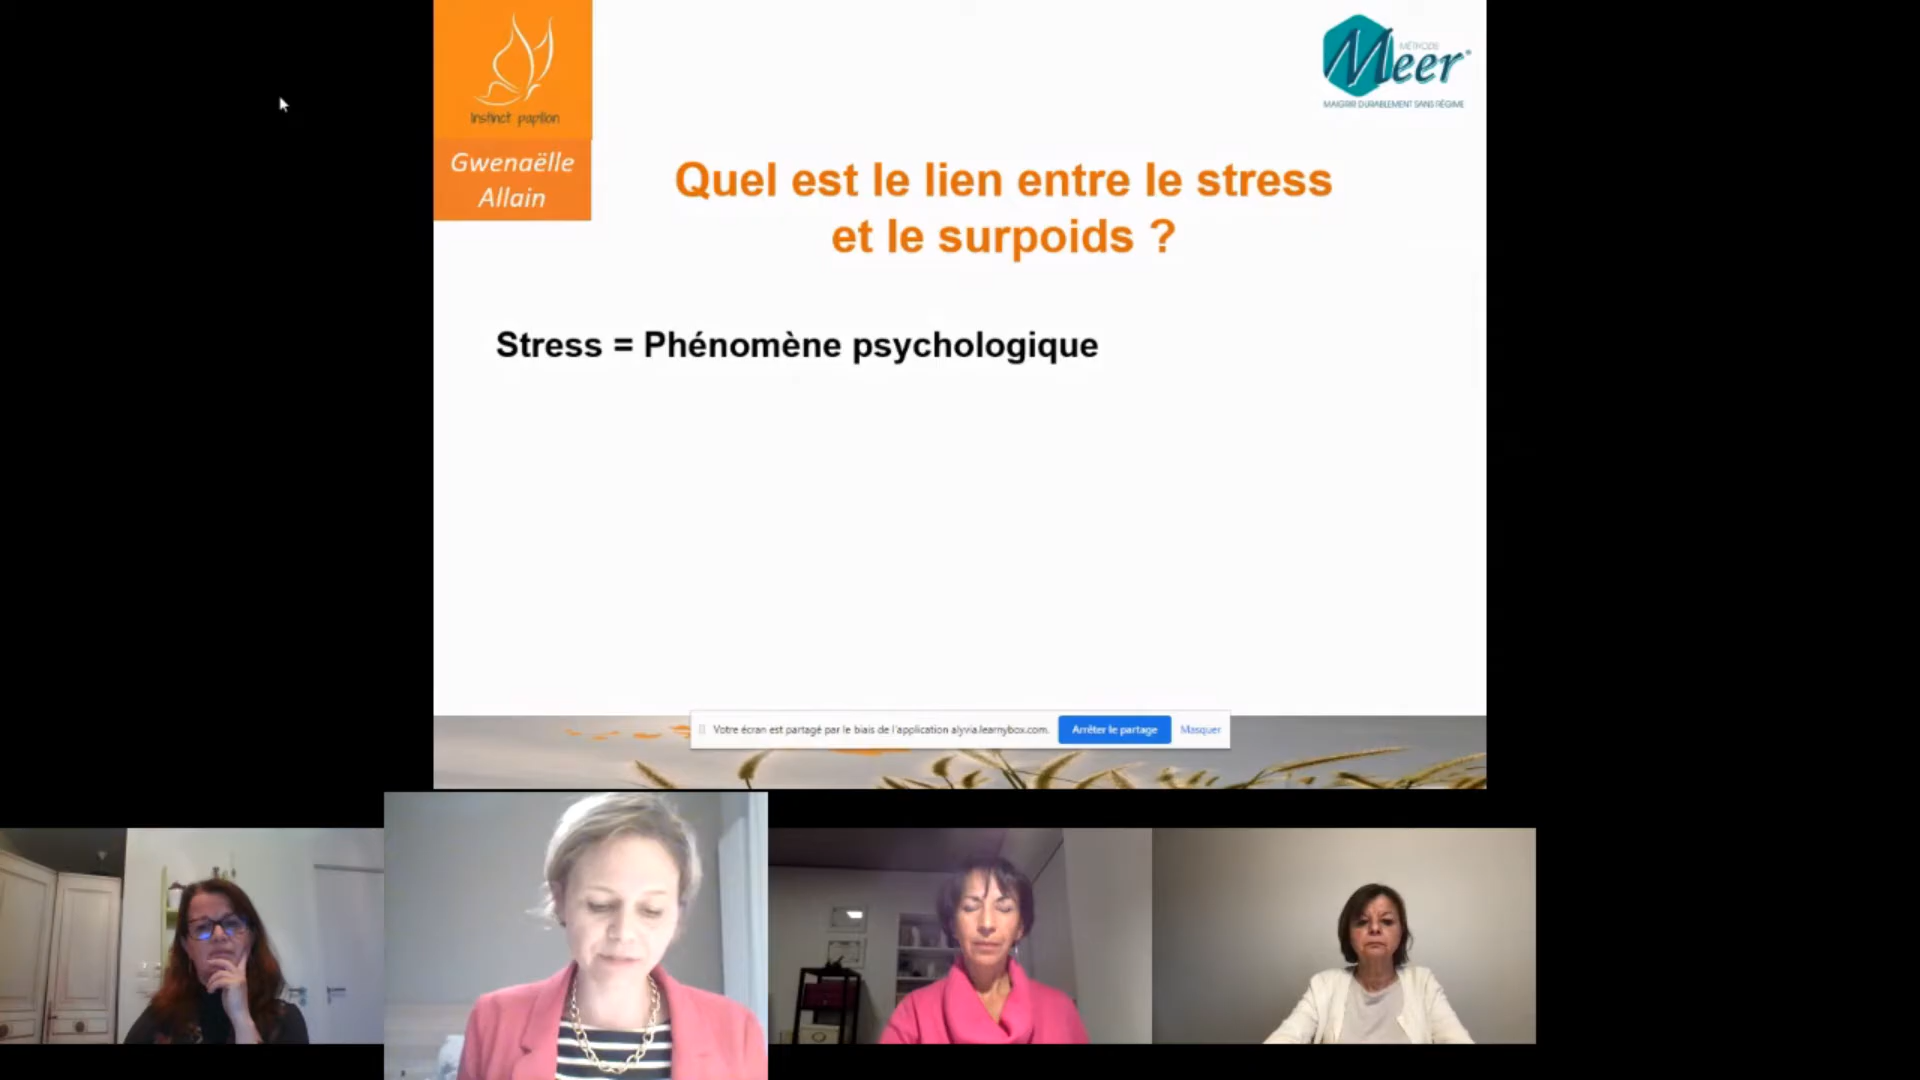 Instinct papillon
Gwenaëlle
Allain
MÉTHODE
Meer
MAIGRIR DURABLEMENT SANS RÉGIME
Quel est le lien entre le stress
et le surpoids ?
Stress = Phénomène psychologique
Votre écran est partagé par le biais de l'application alyvia.learnybox.com.
Arrêter le partage
Masquer